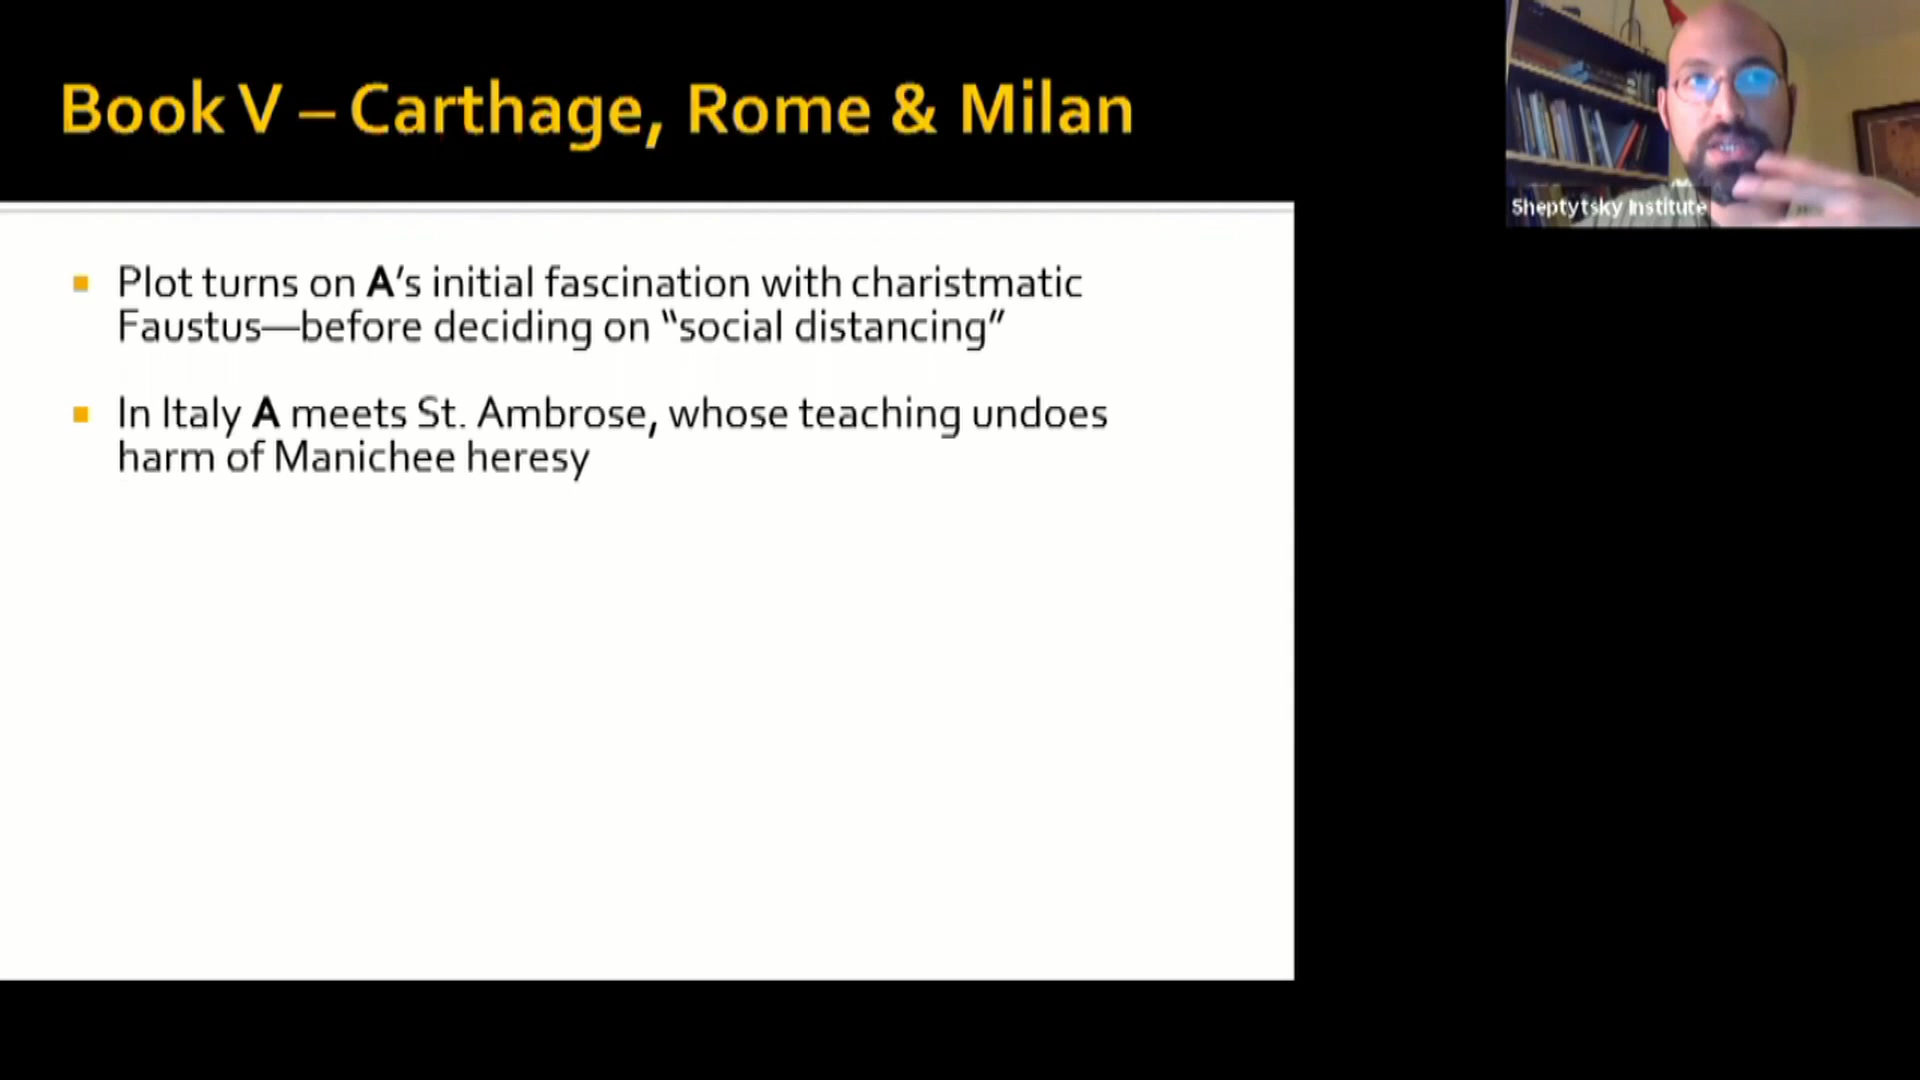 Book V – Carthage, Rome & Milan
Sheptytsky Institute
Plot turns on A’s initial fascination with charistmatic
Faustus—before deciding on “social distancing”
In Italy A meets St. Ambrose, whose teaching undoes
harm of Manichee heresy